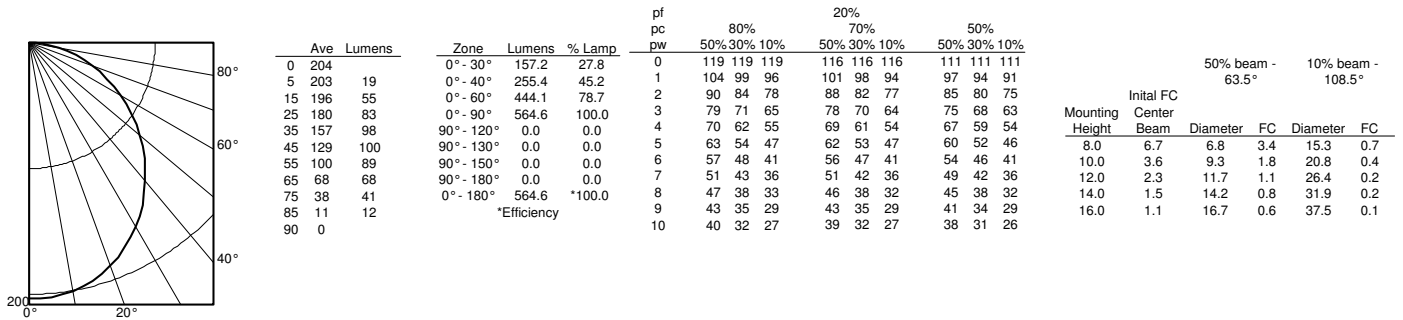 80°
60°
40°
200
0° 20°
Ave Lumens
0 204
5 203 19
15 196 55
25 180 83
35 157 98
45 129 100
55 100 89
65 68 68
75 38 41
85 11 12
90 0
Zone Lumens % Lamp
0° - 30° 157.2 27.8
0° - 40° 255.4 45.2
0° - 60° 444.1 78.7
0° - 90° 564.6 100.0
90° - 120° 0.0 0.0
90° - 130° 0.0 0.0
90° - 150° 0.0 0.0
90° - 180° 0.0 0.0
0° - 180° 564.6 *100.0
*Efficiency
pf 20%
pc 80% 70% 50%
pw 50% 30% 10% 50% 30% 10% 50% 30% 10%
0 119 119 119 116 116 116 111 111 111
1 104 99 96 101 98 94 97 94 91
2 90 84 78 88 82 77 85 80 75
3 79 71 65 78 70 64 75 68 63
4 70 62 55 69 61 54 67 59 54
5 63 54 47 62 53 47 60 52 46
6 57 48 41 56 47 41 54 46 41
7 51 43 36 51 42 36 49 42 36
8 47 38 33 46 38 32 45 38 32
9 43 35 29 43 35 29 41 34 29
10 40 32 27 39 32 27 38 31 26
50% beam - 10% beam -
63.5° 108.5°
Inital FC
Mounting Center
Height Beam Diameter FC Diameter FC
8.0 6.7 6.8 3.4 15.3 0.7
10.0 3.6 9.3 1.8 20.8 0.4
12.0 2.3 11.7 1.1 26.4 0.2
14.0 1.5 14.2 0.8 31.9 0.2
16.0 1.1 16.7 0.6 37.5 0.1